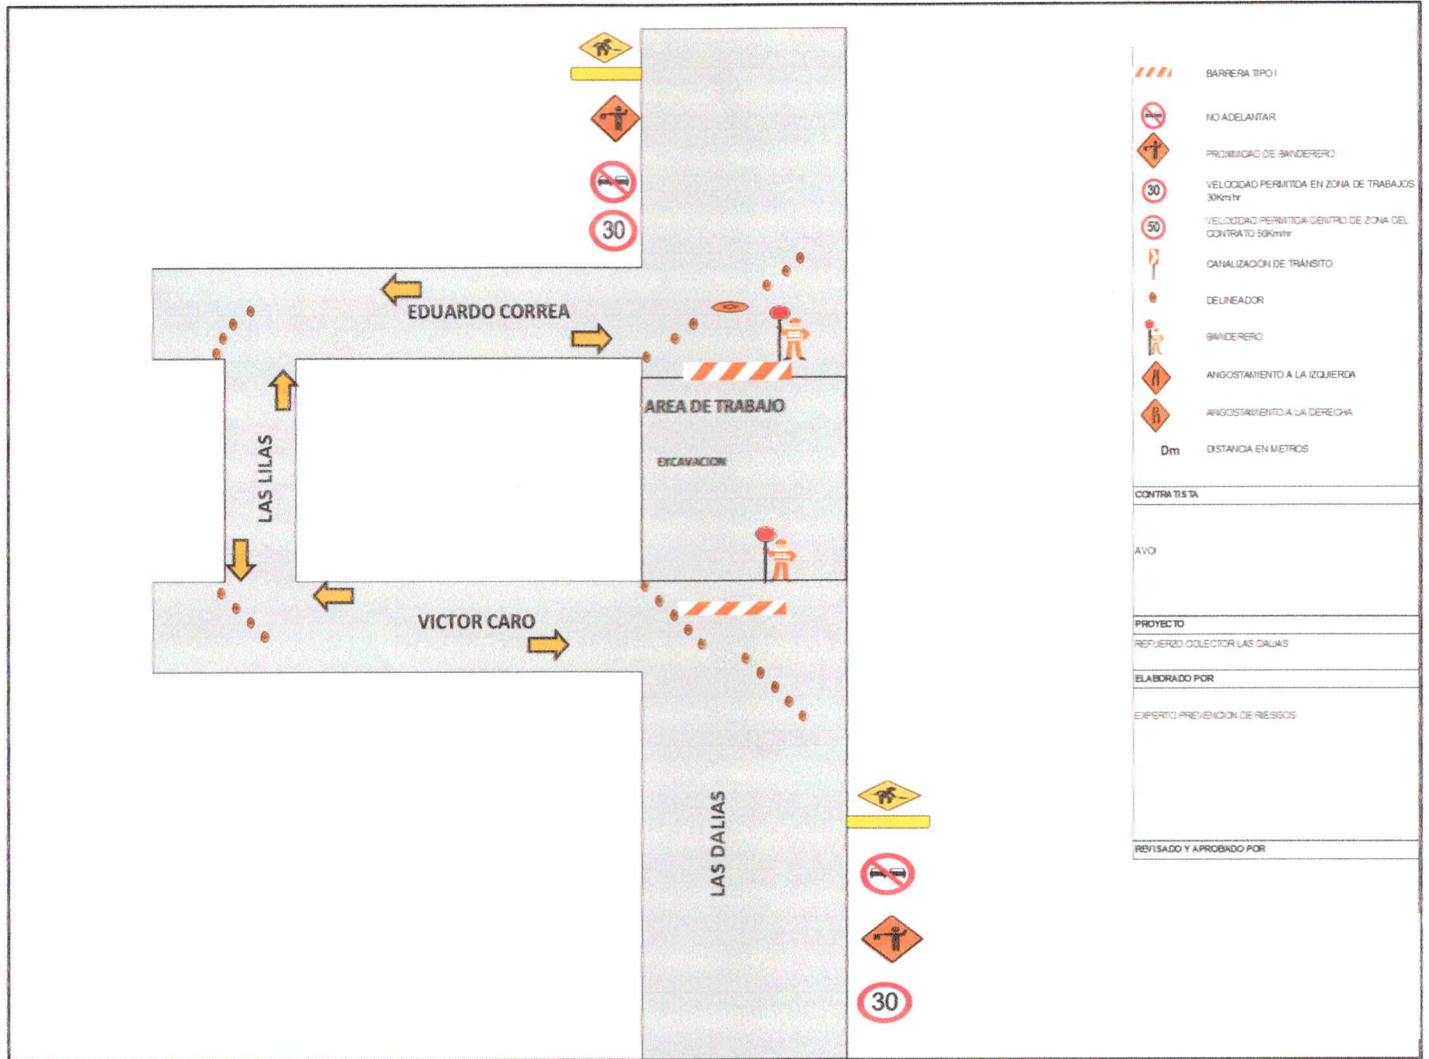 30
EDUARDO CORREA
AREA DE TRABAJO
EXCAVACION
LAS LILAS
VICTOR CARO
LAS DALIAS
30
BARRERA TIPO I
NO ADELANTAR
PROXIMIDAD DE BANDERERO
30
VELOCIDAD PERMITIDA EN ZONA DE TRABAJOS
30Km/hr
50
VELOCIDAD PERMITIDA DENTRO DE ZONA DEL
CONTRATO 50Km/hr
CANALIZACIÓN DE TRÁNSITO
DELINEADOR
BANDERERO
ANGOSTAMIENTO A LA IZQUIERDA
ANGOSTAMIENTO A LA DERECHA
Dm
DISTANCIA EN METROS
CONTRATISTA
AVOI
PROYECTO
REFUERZO COLECTOR LAS DALIAS
ELABORADO POR
EXPERTO PREVENCION DE RIESGOS
REVISADO Y APROBADO POR